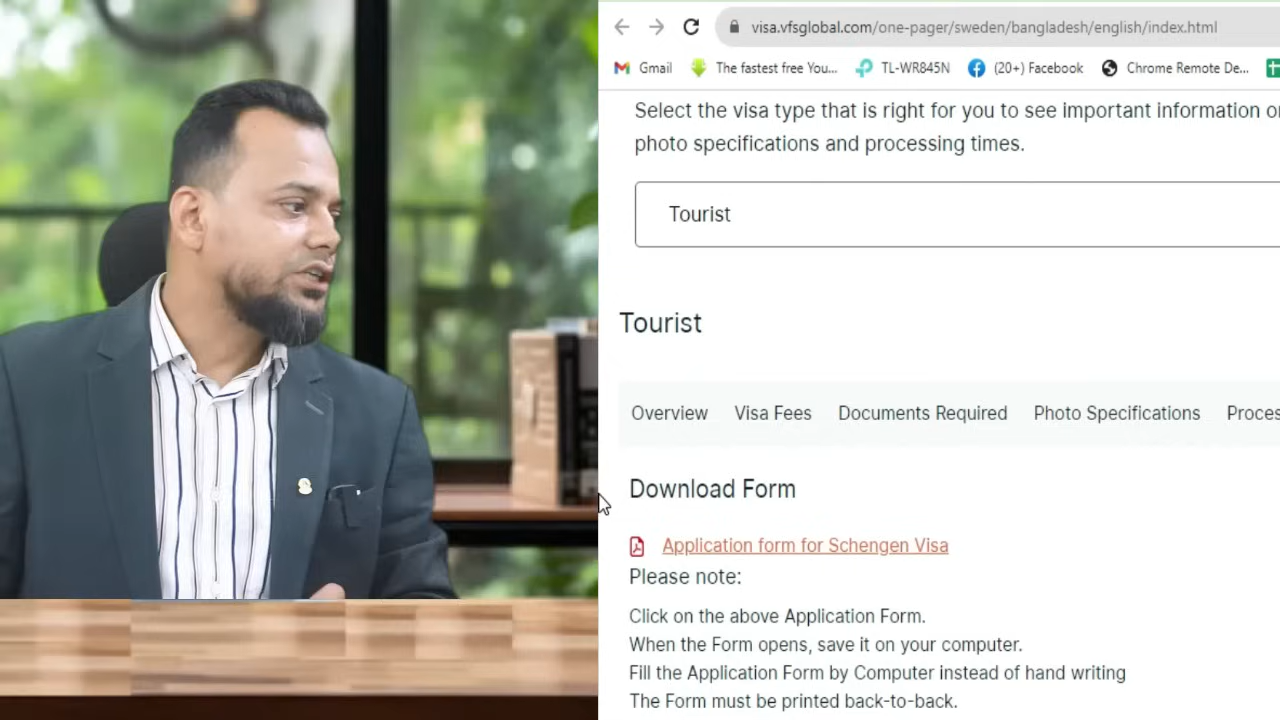 visa.vfsglobal.com/one-pager/sweden/bangladesh/english/index.html
Gmail The fastest free You... TL-WR845N (20+) Facebook Chrome Remote De...
Select the visa type that is right for you to see important information
photo specifications and processing times.
Tourist
Tourist
Overview Visa Fees Documents Required Photo Specifications Proces
Download Form
Application form for Schengen Visa
Please note:
Click on the above Application Form.
When the Form opens, save it on your computer.
Fill the Application Form by Computer instead of hand writing
The Form must be printed back-to-back.